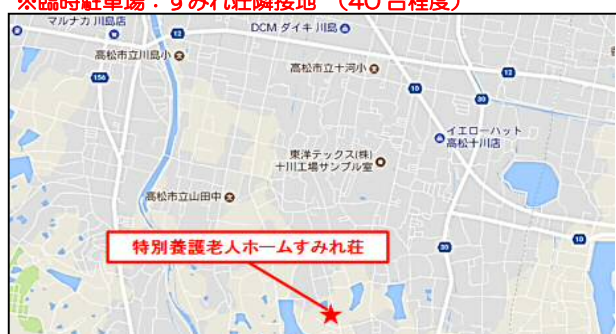 ※臨時駐車場：すみれ荘隣接地　（40台程度）
マルナカ 川島店
12
DCM ダイキ 川島
高松市立川島小
高松市立十河小
156
12
10
30
イエローハット
高松十川店
東洋テックス(株)
十川工場サンプル室
高松市立山田中
特別養護老人ホームすみれ荘
30
10